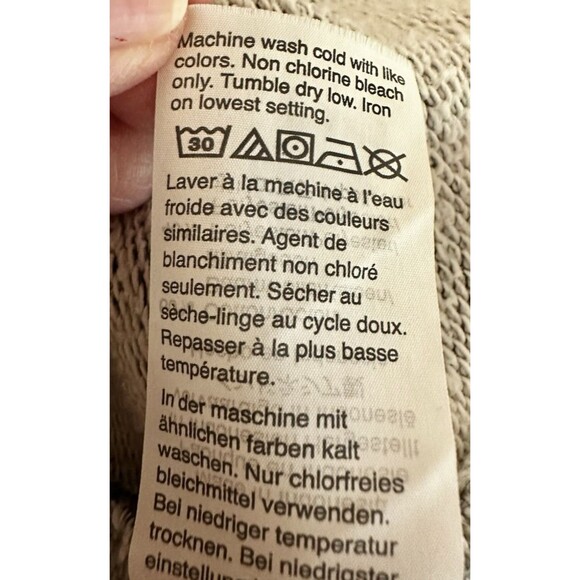 Machine wash cold with like
colors. Non chlorine bleach
only. Tumble dry low. Iron
on lowest setting.
30
Laver à la machine à l'eau
froide avec des couleurs
similaires. Agent de
blanchiment non chloré
seulement. Sécher au
sèche-linge au cycle doux.
Repasser à la plus basse
température.
In der maschine mit
ähnlichen farben kalt
waschen. Nur chlorfreies
bleichmittel verwenden.
Bei niedriger temperatur
trocknen. Bei niedrigster